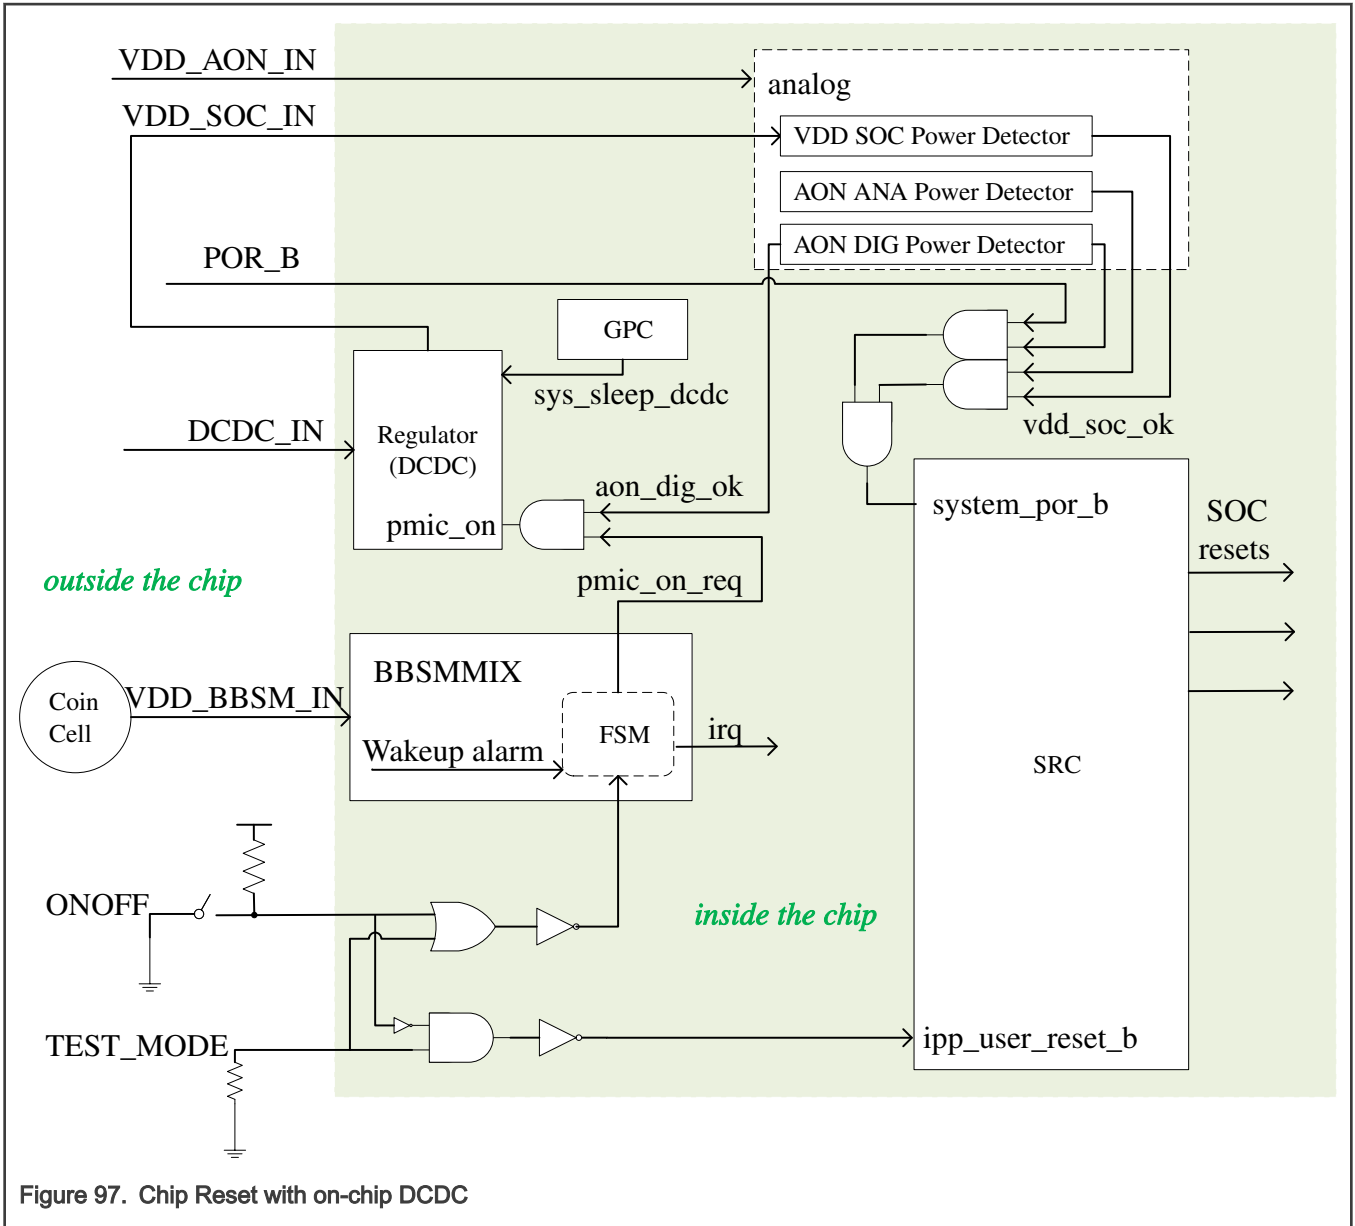 VDD_AON_IN
analog
VDD_SOC_IN
VDD SOC Power Detector
AON ANA Power Detector
AON DIG Power Detector
POR_B
GPC
sys_sleep_dcdc
vdd_soc_ok
DCDC_IN
Regulator
(DCDC)
aon_dig_ok
pmic_on
system_por_b
SOC
resets
outside the chip
pmic_on_req
BBSMMIX
Coin
Cell
VDD_BBSM_IN
FSM
irq
Wakeup alarm
SRC
ONOFF
inside the chip
TEST_MODE
ipp_user_reset_b
Figure 97. Chip Reset with on-chip DCDC